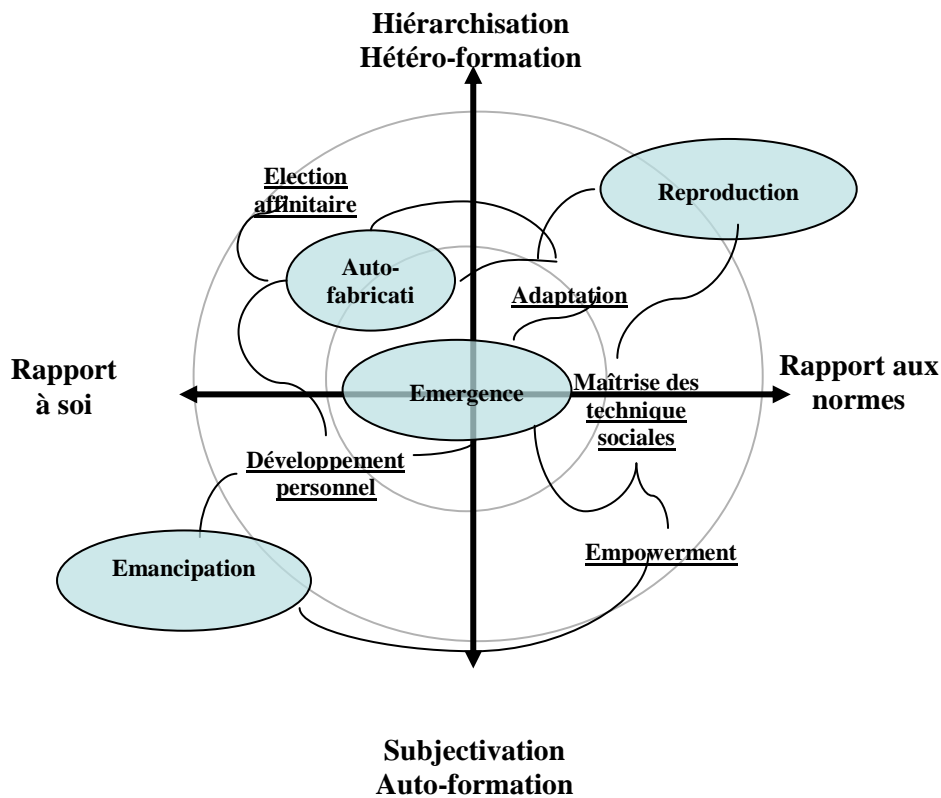 Hiérarchisation
Hétéro-formation
Election
affinitaire
Reproduction
Auto-
fabricati
Adaptation
Rapport
à soi
Emergence
Maîtrise des
technique
sociales
Rapport aux
normes
Développement
personnel
Emancipation
Empowerment
Subjectivation
Auto-formation